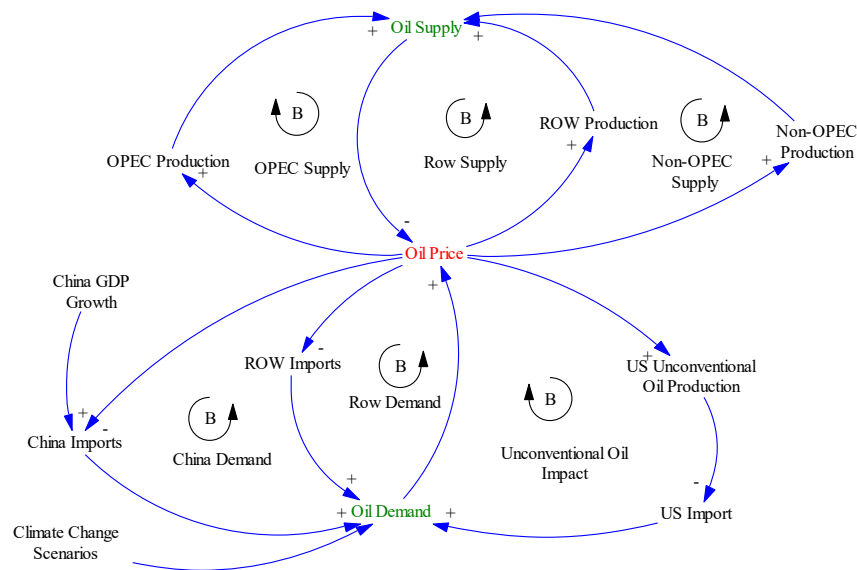 Oil Supply
+
+
B
B
B
OPEC Production
+
OPEC Supply
Row Supply
ROW Production
+
Non-OPEC
Supply
Non-OPEC
Production
+
-
Oil Price
+
China GDP
Growth
ROW Imports
-
B
Row Demand
+
US Unconventional
Oil Production
B
B
+
-
China Imports
China Demand
Unconventional Oil
Impact
-
US Import
+
+
Oil Demand
+
Climate Change
Scenarios